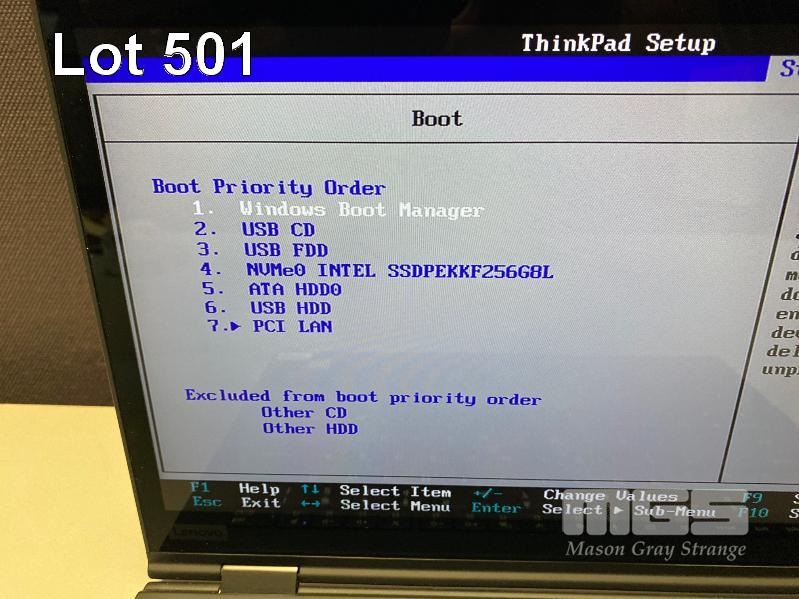 Lot 501
ThinkPad Setup
Boot
Boot Priority Order
1. Windows Boot Manager
2. USB CD
3. USB FDD
4. NVMe0 INTEL SSDPEKKF256G8L
5. ATA HDD0
6. USB HDD
7.▶ PCI LAN
Excluded from boot priority order
Other CD
Other HDD
F1 Help ↑↓ Select Item +/- Change Values F9
Esc Exit ←→ Select Menu Enter Select ▶ Sub-Menu F10
Lenovo
MGS
Mason Gray Strange